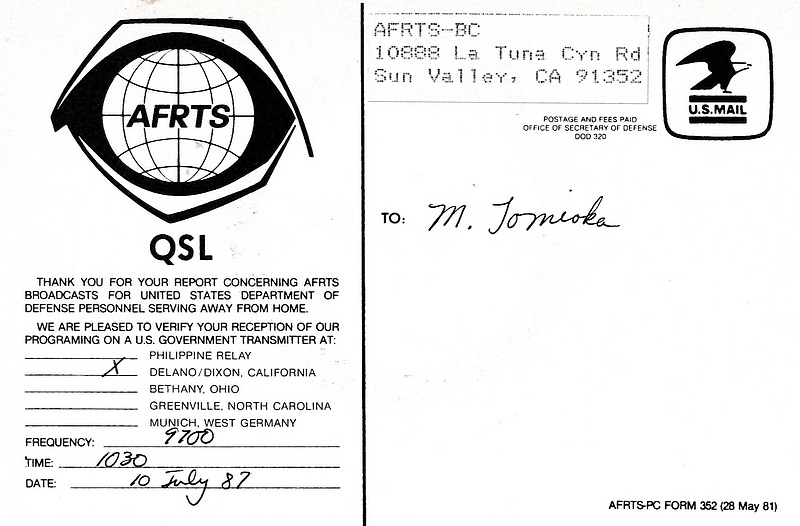 AFRTS
QSL
THANK YOU FOR YOUR REPORT CONCERNING AFRTS
BROADCASTS FOR UNITED STATES DEPARTMENT OF
DEFENSE PERSONNEL SERVING AWAY FROM HOME.
WE ARE PLEASED TO VERIFY YOUR RECEPTION OF OUR
PROGRAMING ON A U.S. GOVERNMENT TRANSMITTER AT:
PHILIPPINE RELAY
X DELANO/DIXON, CALIFORNIA
BETHANY, OHIO
GREENVILLE, NORTH CAROLINA
MUNICH, WEST GERMANY
FREQUENCY: 9700
TIME: 1030
DATE: 10 July 87
AFRTS-BC
10888 La Tuna Cyn Rd
Sun Valley, CA 91352
U.S. MAIL
POSTAGE AND FEES PAID
OFFICE OF SECRETARY OF DEFENSE
DOD 320
TO: M. Tomioka
AFRTS-PC FORM 352 (28 May 81)